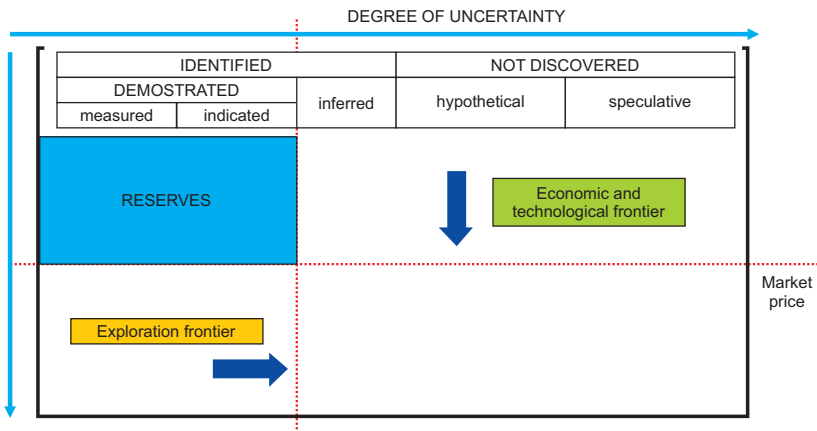 DEGREE OF UNCERTAINTY
IDENTIFIED
NOT DISCOVERED
DEMOSTRATED
inferred
hypothetical
speculative
measured
indicated
RESERVES
Economic and
technological frontier
Market
price
Exploration frontier